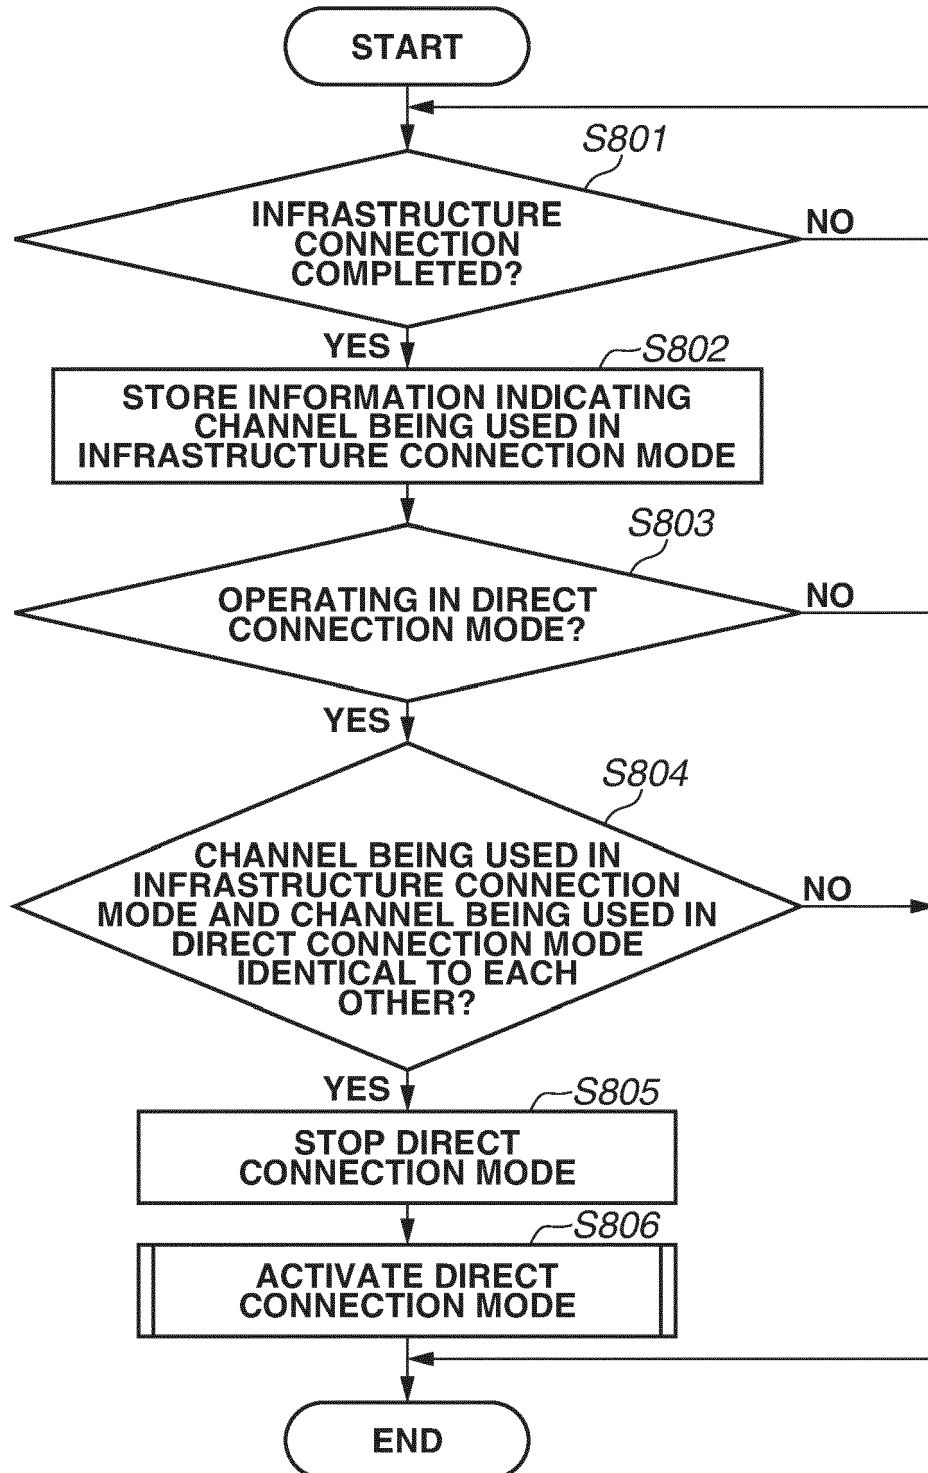 START
S801
INFRASTRUCTURE
CONNECTION
COMPLETED?
NO
YES
S802
STORE INFORMATION INDICATING
CHANNEL BEING USED IN
INFRASTRUCTURE CONNECTION MODE
S803
OPERATING IN DIRECT
CONNECTION MODE?
NO
YES
S804
CHANNEL BEING USED IN
INFRASTRUCTURE CONNECTION
MODE AND CHANNEL BEING USED IN
DIRECT CONNECTION MODE
IDENTICAL TO EACH
OTHER?
NO
YES
S805
STOP DIRECT
CONNECTION MODE
S806
ACTIVATE DIRECT
CONNECTION MODE
END